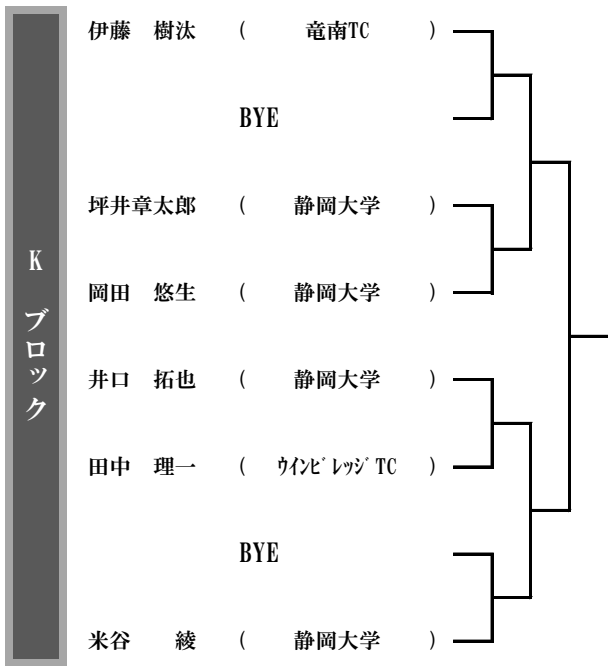 K ブロック
伊藤　樹汰　(　竜南TC　)
BYE
坪井章太郎　(　静岡大学　)
岡田　悠生　(　静岡大学　)
井口　拓也　(　静岡大学　)
田中　理一　(　ｳｲﾝﾋﾞﾚｯｼﾞTC　)
BYE
米谷　綾　(　静岡大学　)